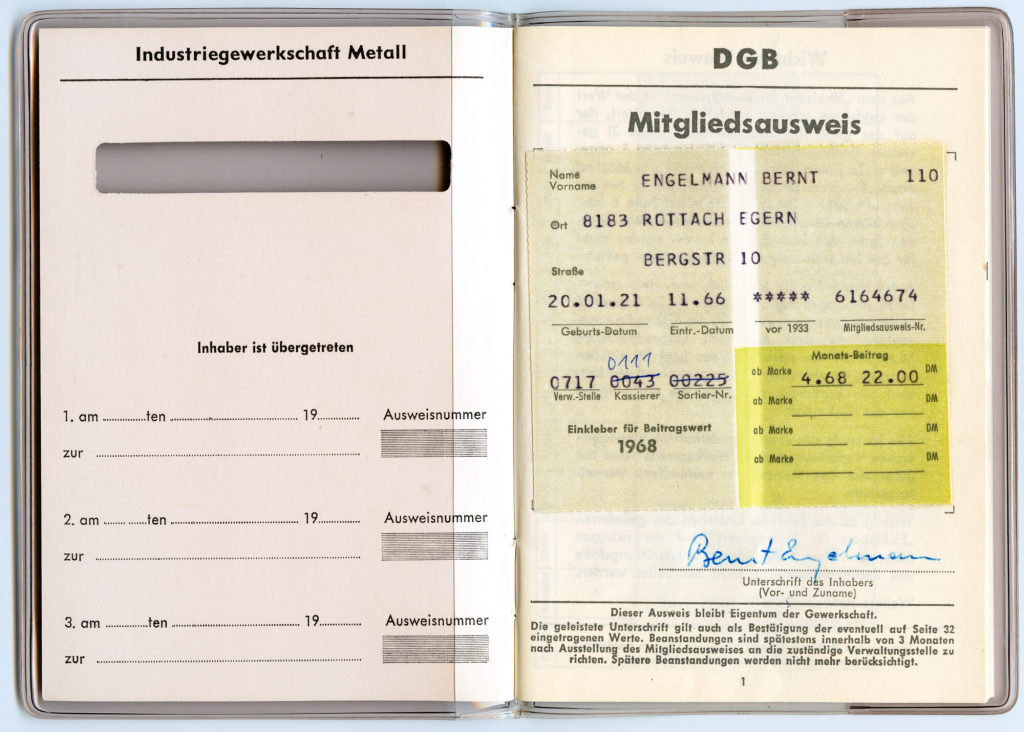 Industriegewerkschaft Metall
Inhaber ist übergetreten
1. am ............ten ........................ 19............ Ausweisnummer
zur ........................
2. am ............ten ........................ 19............ Ausweisnummer
zur ........................
3. am ............ten ........................ 19............ Ausweisnummer
zur ........................
DGB
Mitgliedsausweis
Name
Vorname ENGELMANN BERNT 110
Ort 8183 ROTTACH EGERN
BERGSTR 10
Straße
20.01.21 11.66 ***** 6164674
Geburts-Datum Eintr.-Datum vor 1933 Mitgliedsausweis-Nr.
0111
0717 0043 00225
Verw.-Stelle Kassierer Sortier-Nr.
Monats-Beitrag
ab Marke 4.68 22.00 DM
ab Marke DM
ab Marke DM
ab Marke DM
Einkleber für Beitragswert
1968
Bernt Engelmann
Unterschrift des Inhabers
(Vor- und Zuname)
Dieser Ausweis bleibt Eigentum der Gewerkschaft.
Die geleistete Unterschrift gilt auch als Bestätigung der eventuell auf Seite 32
eingetragenen Werte. Beanstandungen sind spätestens innerhalb von 3 Monaten
nach Ausstellung des Mitgliedsausweises an die zuständige Verwaltungsstelle zu
richten. Spätere Beanstandungen werden nicht mehr berücksichtigt.
1